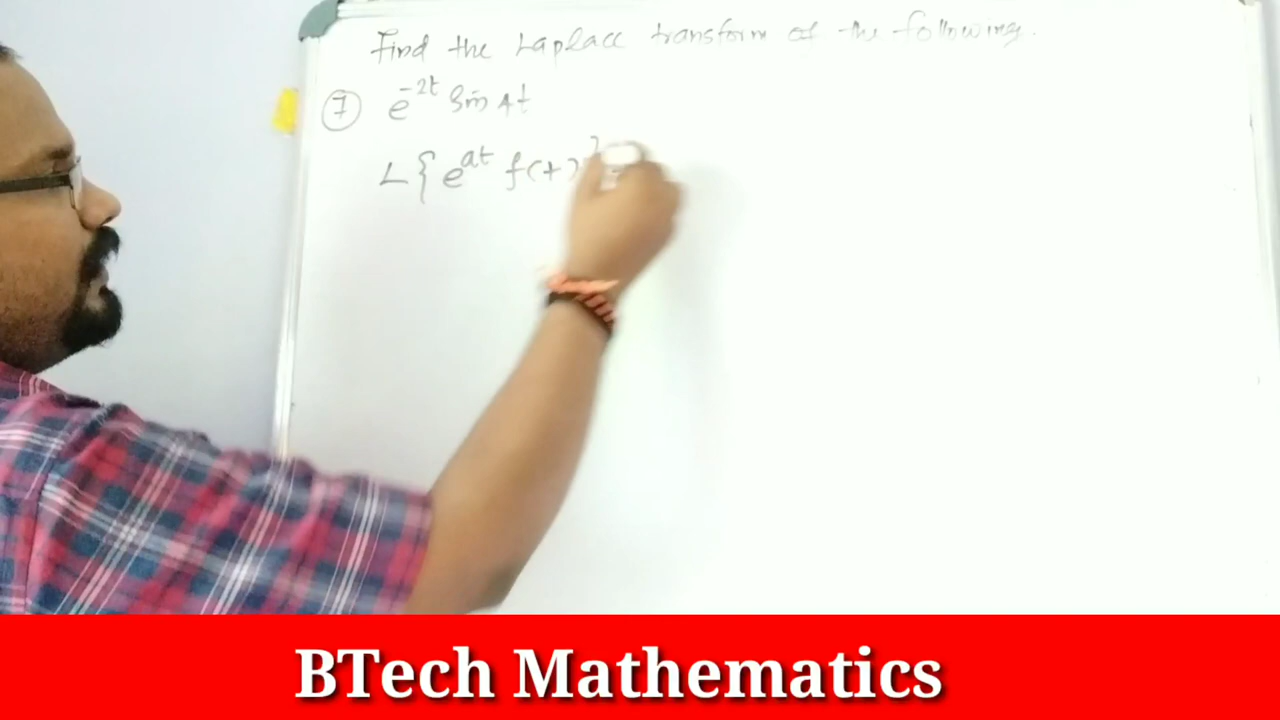 Find the Laplace transform of the following.
7 e^-2t Sin 4t
L{e^at f(t)}
BTech Mathematics